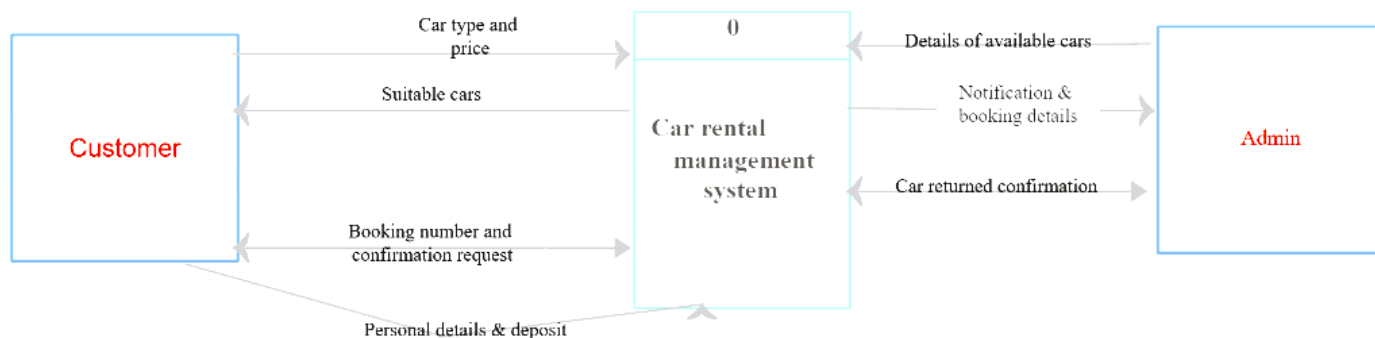 Car type and
price
0
Details of available cars
Suitable cars
Notification &
booking details
Customer
Car rental
management
system
Admin
Car returned confirmation
Booking number and
confirmation request
Personal details & deposit